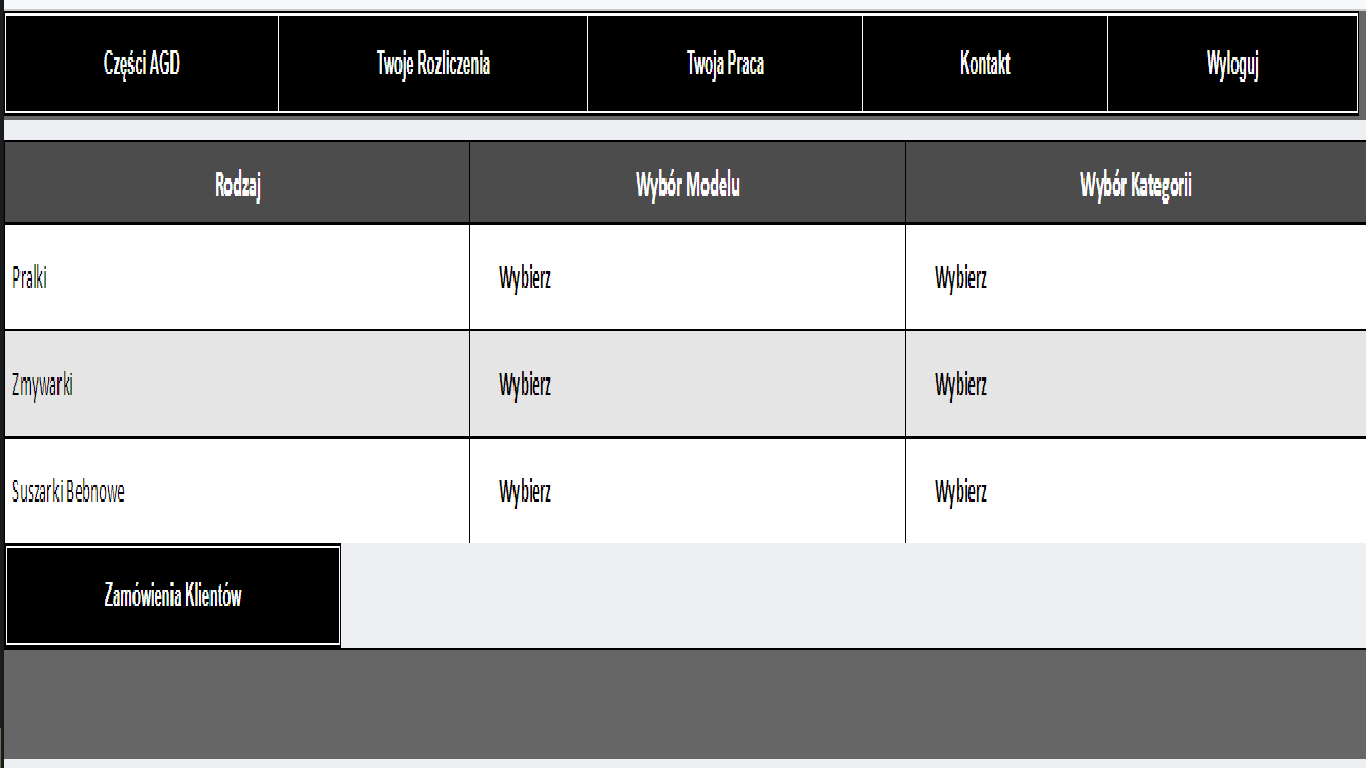 Części AGD Twoje Rozliczenia Twoja Praca Kontakt Wyloguj
Rodzaj Wybór Modelu Wybór Kategorii
Pralki Wybierz Wybierz
Zmywarki Wybierz Wybierz
Suszarki Bebnowe Wybierz Wybierz
Zamówienia Klientów